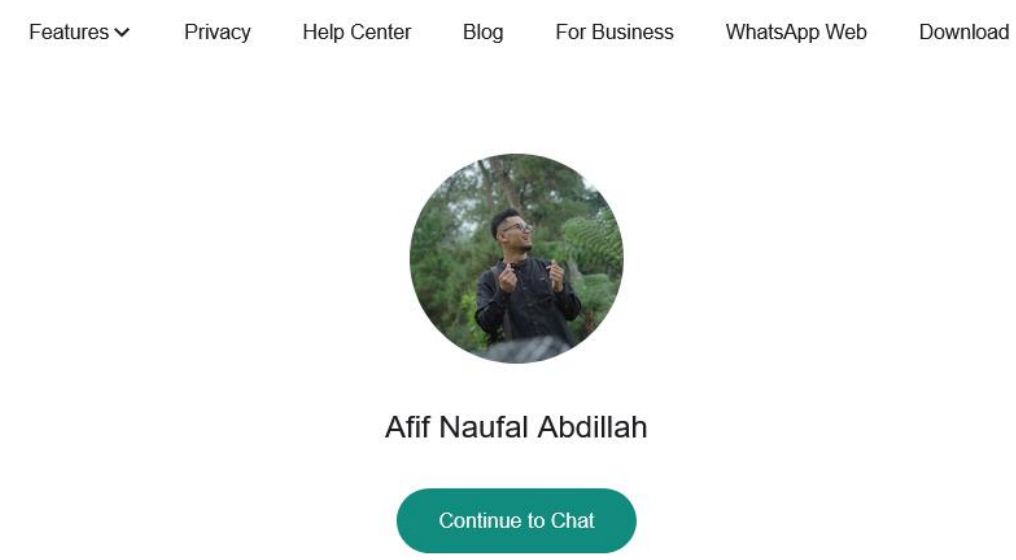 Features Privacy Help Center Blog For Business WhatsApp Web Download
Afif Naufal Abdillah
Continue to Chat